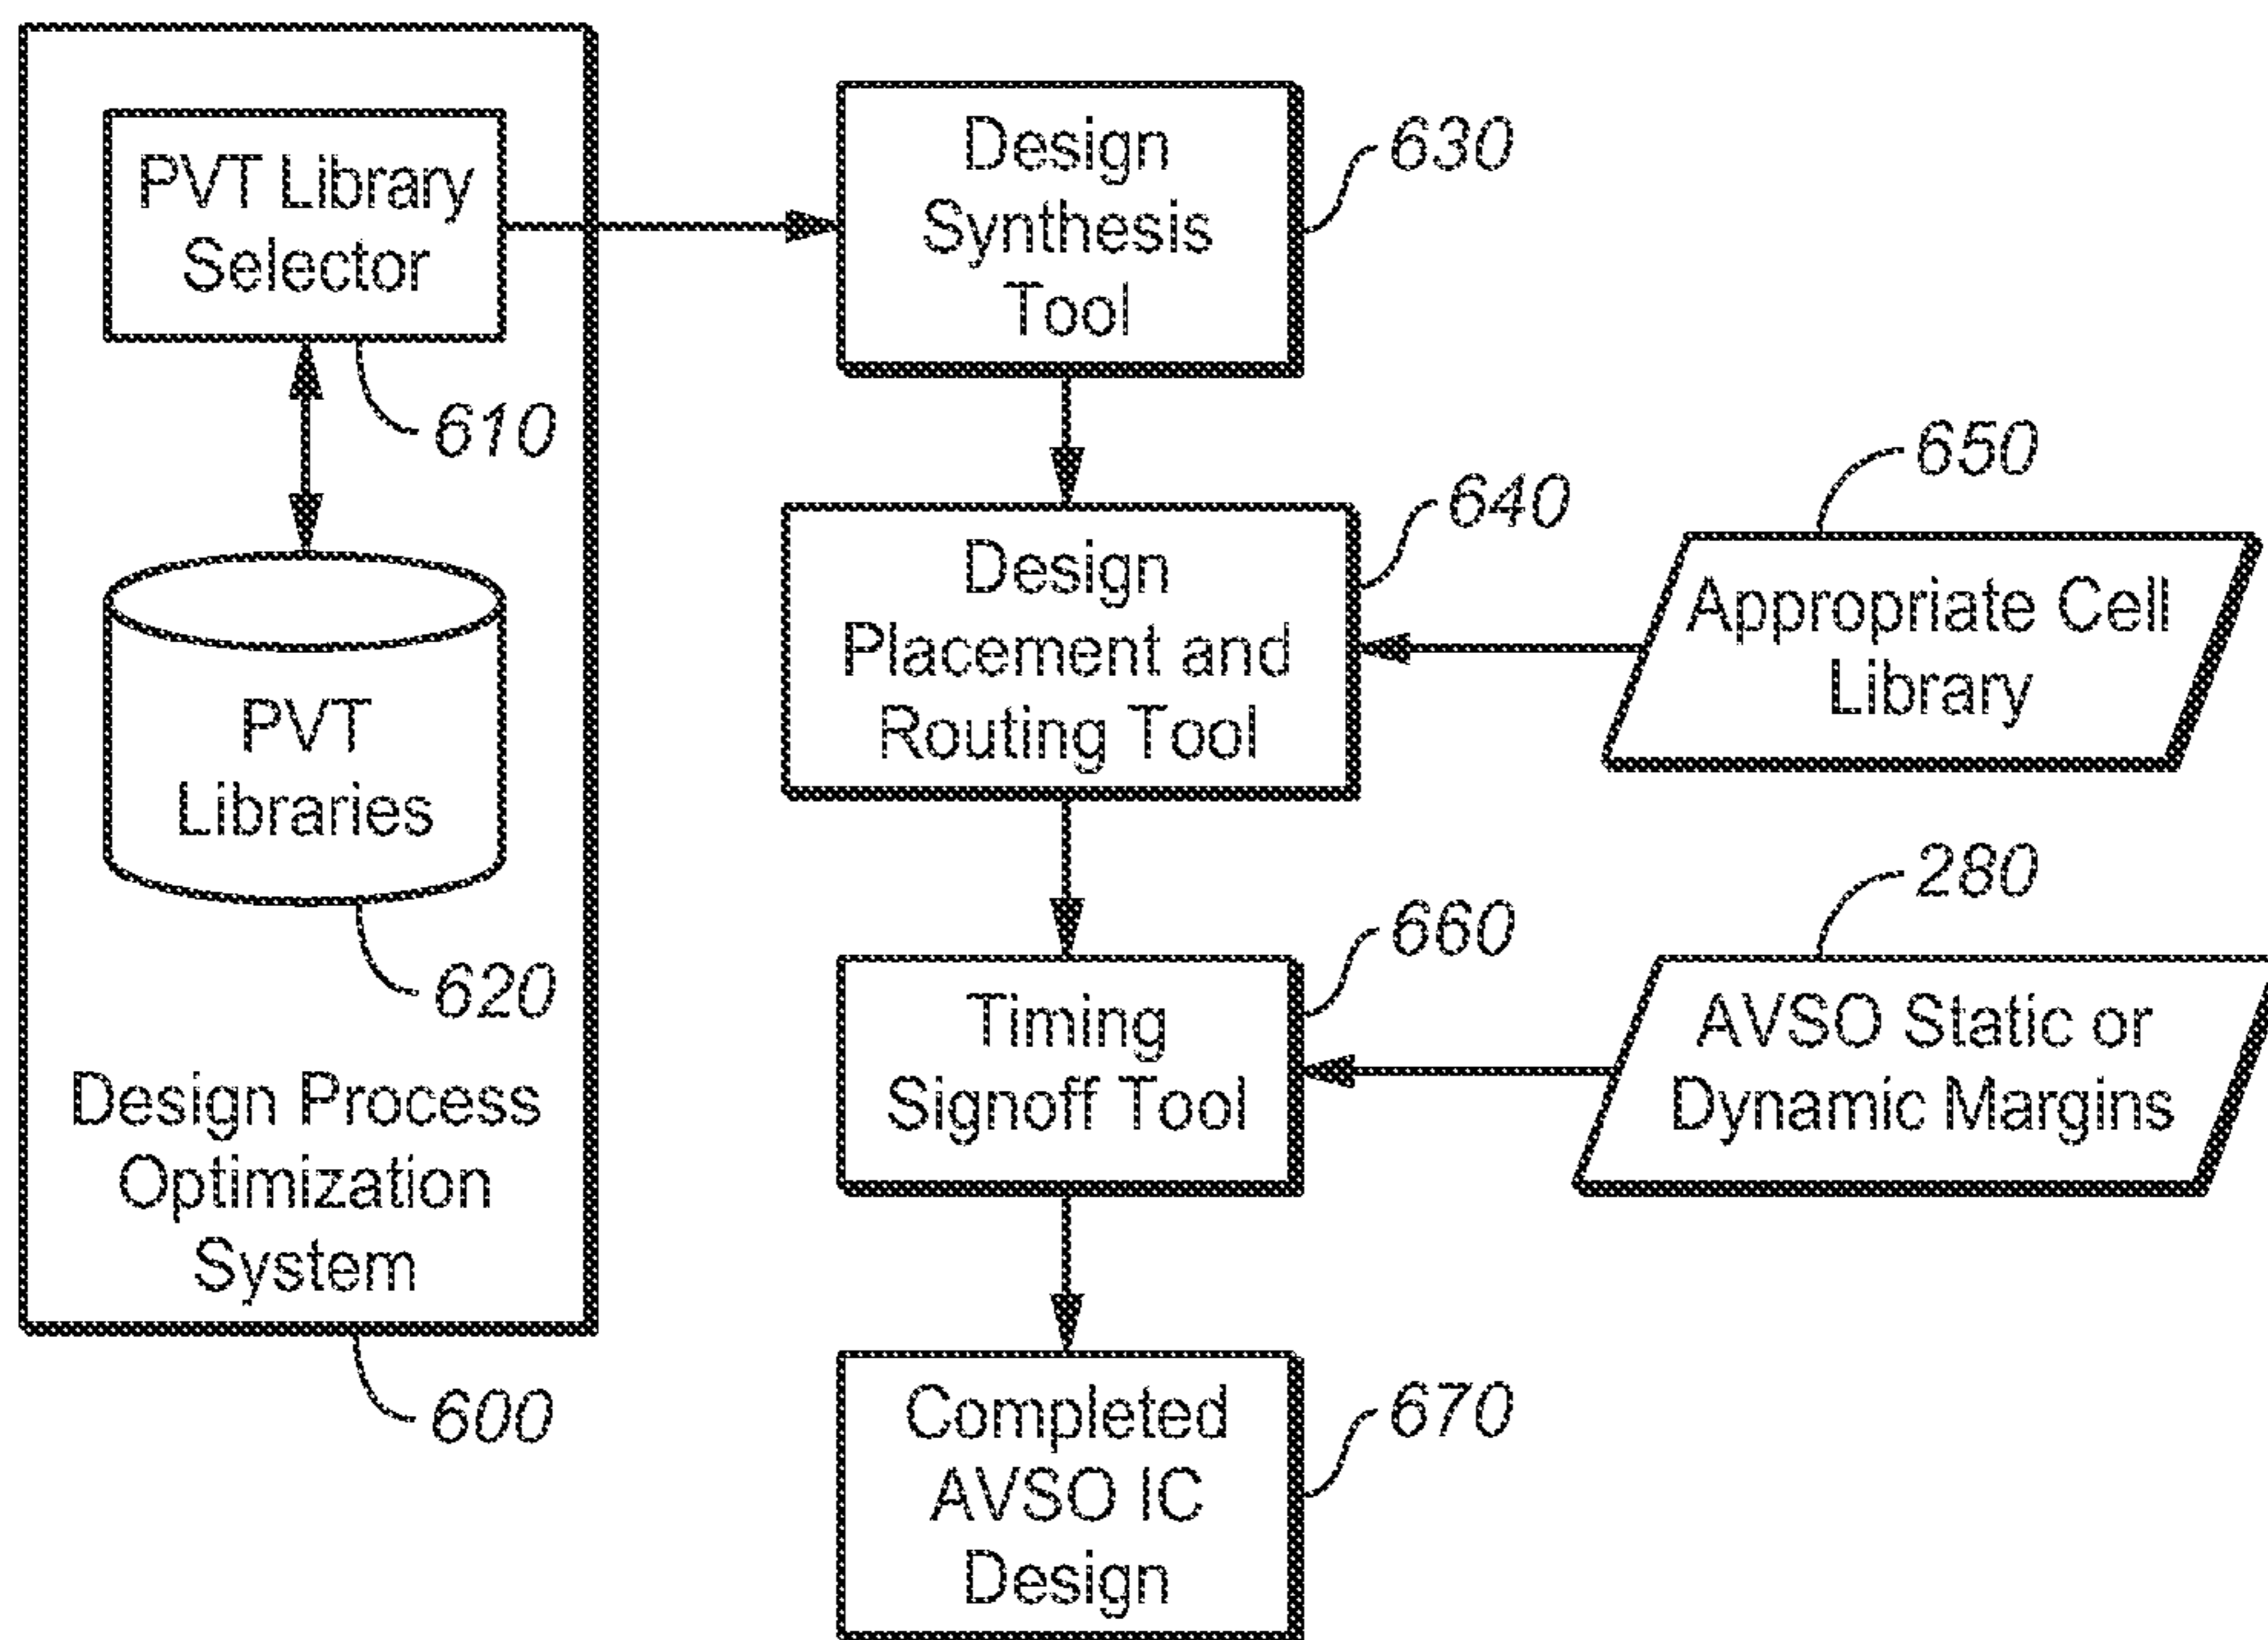 PVT Library
Selector
610
PVT
Libraries
620
Design Process
Optimization
System
600
Design
Synthesis
Tool
630
Design
Placement and
Routing Tool
640
Appropriate Cell
Library
650
Timing
Signoff Tool
660
AVSO Static or
Dynamic Margins
280
Completed
AVSO IC
Design
670